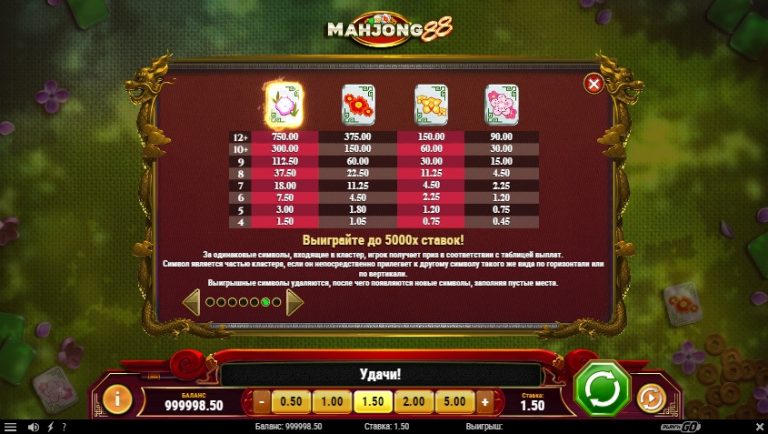 MAHJONG 88
12+ 750.00 375.00 150.00 90.00
10+ 300.00 150.00 60.00 30.00
9 112.50 60.00 30.00 15.00
8 37.50 22.50 11.25 4.50
7 18.00 11.25 4.50 2.25
6 7.50 4.50 2.25 1.20
5 3.00 1.80 1.20 0.75
4 1.50 1.05 0.75 0.45
Выиграйте до 5000x ставок!
За одинаковые символы, входящие в кластер, игрок получает приз в соответствии с таблицей выплат.
Символ является частью кластера, если он непосредственно прилегает к другому символу такого же вида по горизонтали или
по вертикали.
Выигрышные символы удаляются, после чего появляются новые символы, заполняя пустые места.
Удачи!
БАЛАНС
999998.50
- 0.50 1.00 1.50 2.00 5.00 +
Ставка:
1.50
Баланс: 999998.50 Ставка: 1.50 Выигрыш:
PLAY'n GO